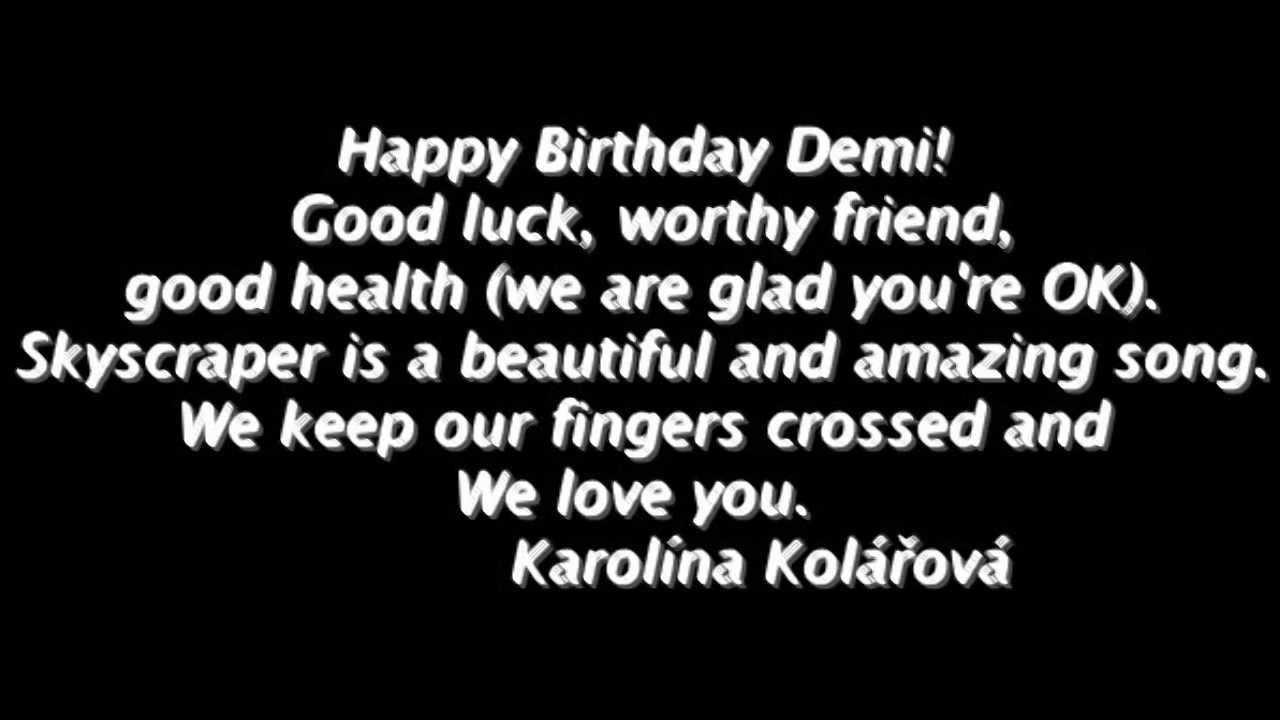 Happy Birthday Demi!
Good luck, worthy friend,
good health (we are glad you're OK).
Skyscraper is a beautiful and amazing song.
We keep our fingers crossed and
We love you.
Karolína Kolářová